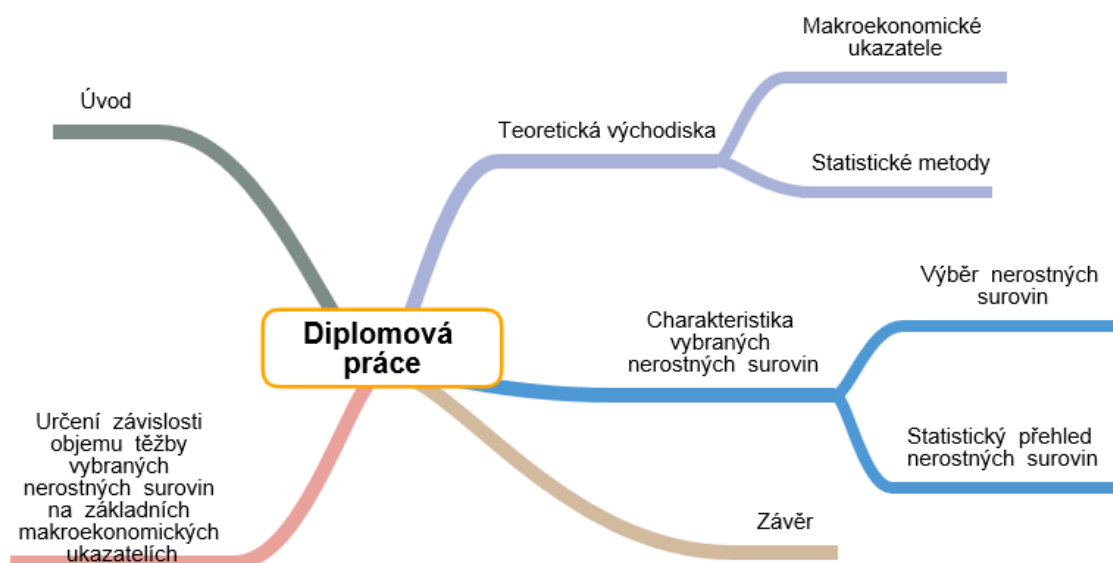 Makroekonomické
ukazatele
Úvod
Teoretická východiska
Statistické metody
Výběr nerostných
surovin
Charakteristika
vybraných
nerostných surovin
Diplomová
práce
Určení závislosti
objemu těžby
vybraných
nerostných surovin
na základních
makroekonomických
ukazatelích
Statistický přehled
nerostných surovin
Závěr